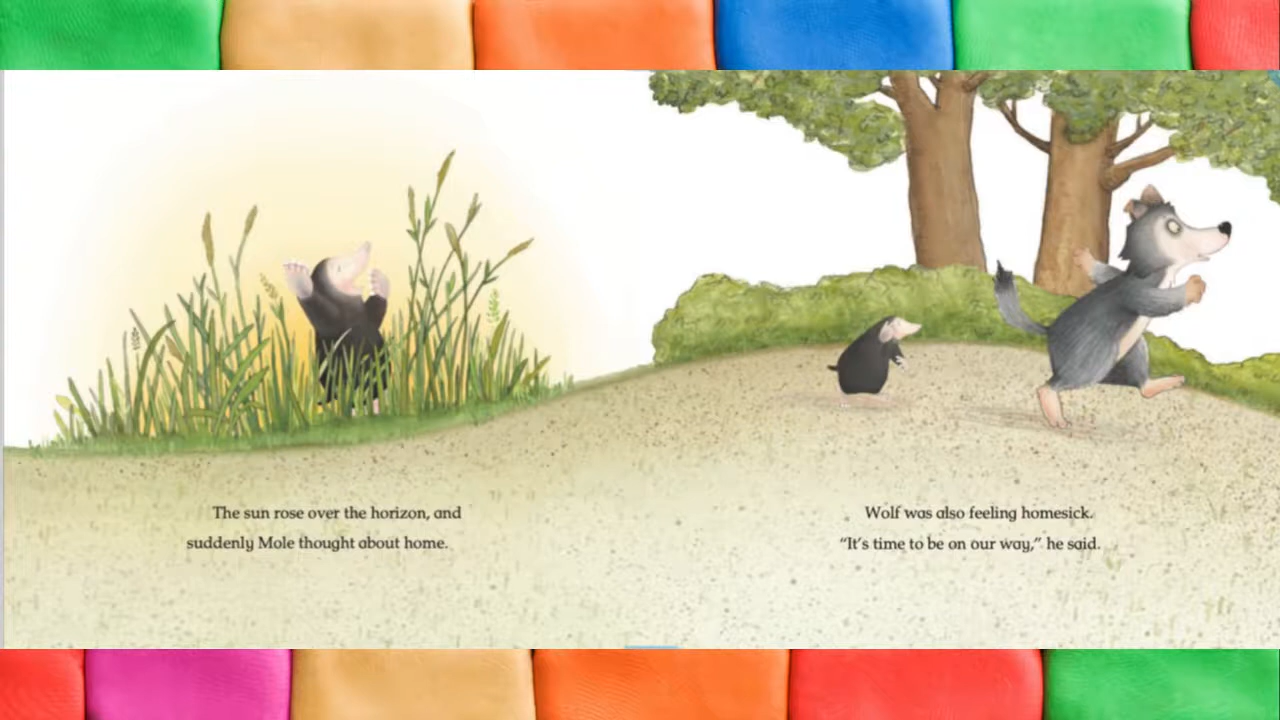 The sun rose over the horizon, and
suddenly Mole thought about home.
Wolf was also feeling homesick.
“It’s time to be on our way,” he said.